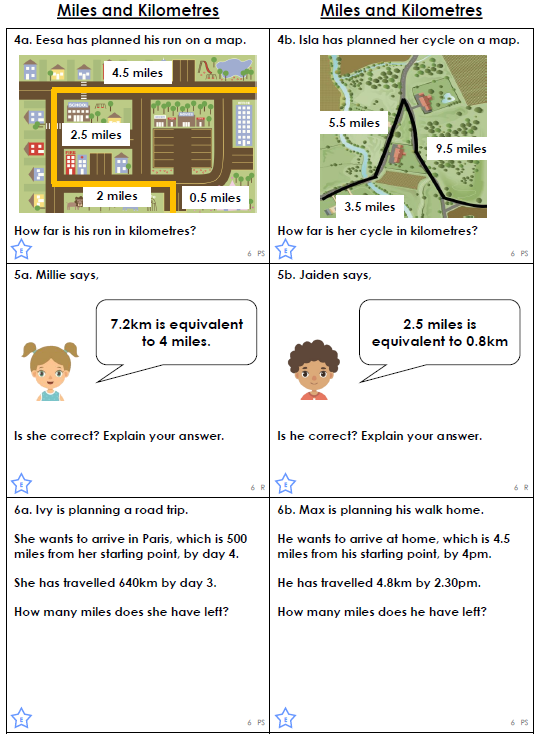 Miles and Kilometres
Miles and Kilometres
4a. Eesa has planned his run on a map.
4.5 miles
2.5 miles
2 miles
0.5 miles
How far is his run in kilometres?
E
6 PS
4b. Isla has planned her cycle on a map.
5.5 miles
9.5 miles
3.5 miles
How far is her cycle in kilometres?
E
6 PS
5a. Millie says,
7.2km is equivalent
to 4 miles.
Is she correct? Explain your answer.
E
6 R
5b. Jaiden says,
2.5 miles is
equivalent to 0.8km
Is he correct? Explain your answer.
E
6 R
6a. Ivy is planning a road trip.
She wants to arrive in Paris, which is 500
miles from her starting point, by day 4.
She has travelled 640km by day 3.
How many miles does she have left?
E
6 PS
6b. Max is planning his walk home.
He wants to arrive at home, which is 4.5
miles from his starting point, by 4pm.
He has travelled 4.8km by 2.30pm.
How many miles does he have left?
E
6 PS